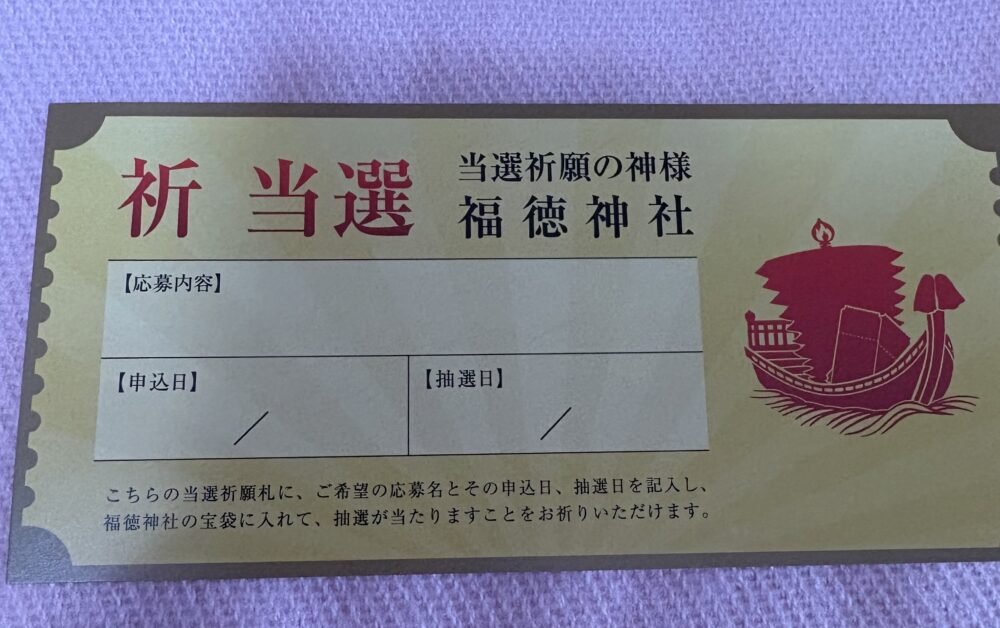 祈 当選
当選祈願の神様
福徳神社
【応募内容】
【申込日】
／
【抽選日】
／
こちらの当選祈願札に、ご希望の応募名とその申込日、抽選日を記入し、
福徳神社の宝袋に入れて、抽選が当たりますことをお祈りいただけます。